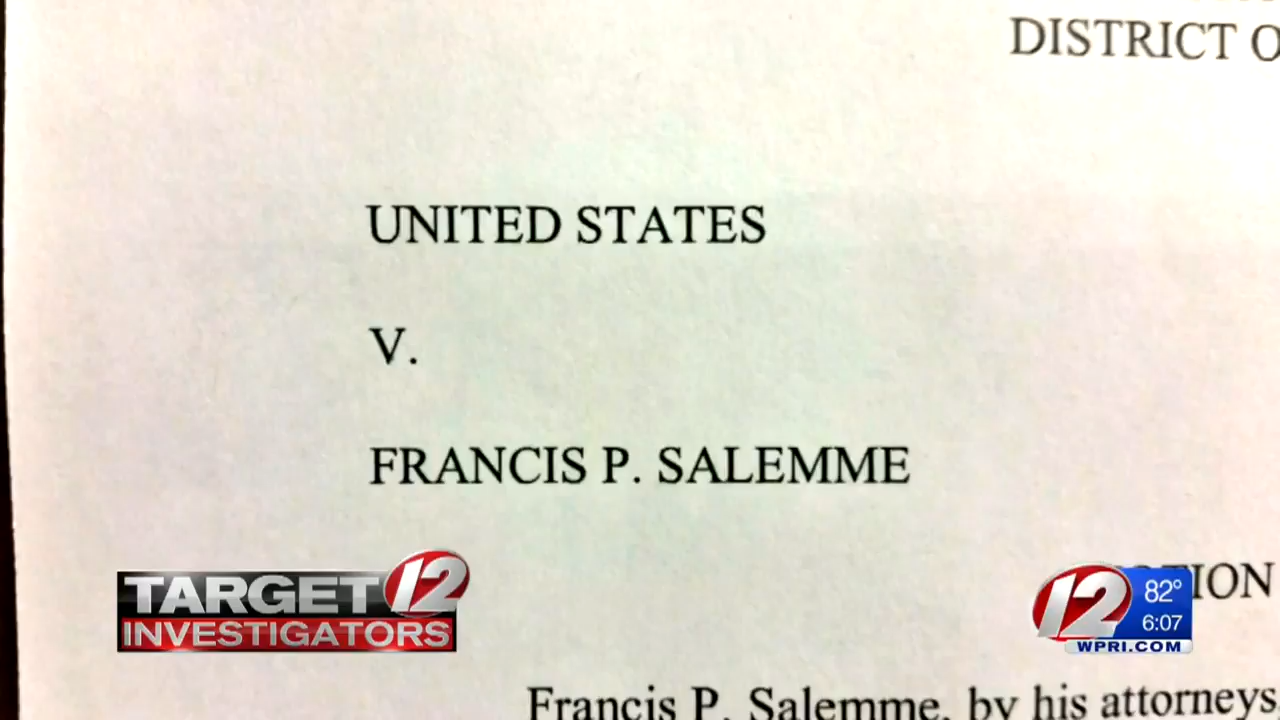 DISTRICT O
UNITED STATES
V.
FRANCIS P. SALEMME
TARGET 12
INVESTIGATORS
12
82°
6:07
WPRI.COM
TION
Francis P. Salemme, by his attorneys,